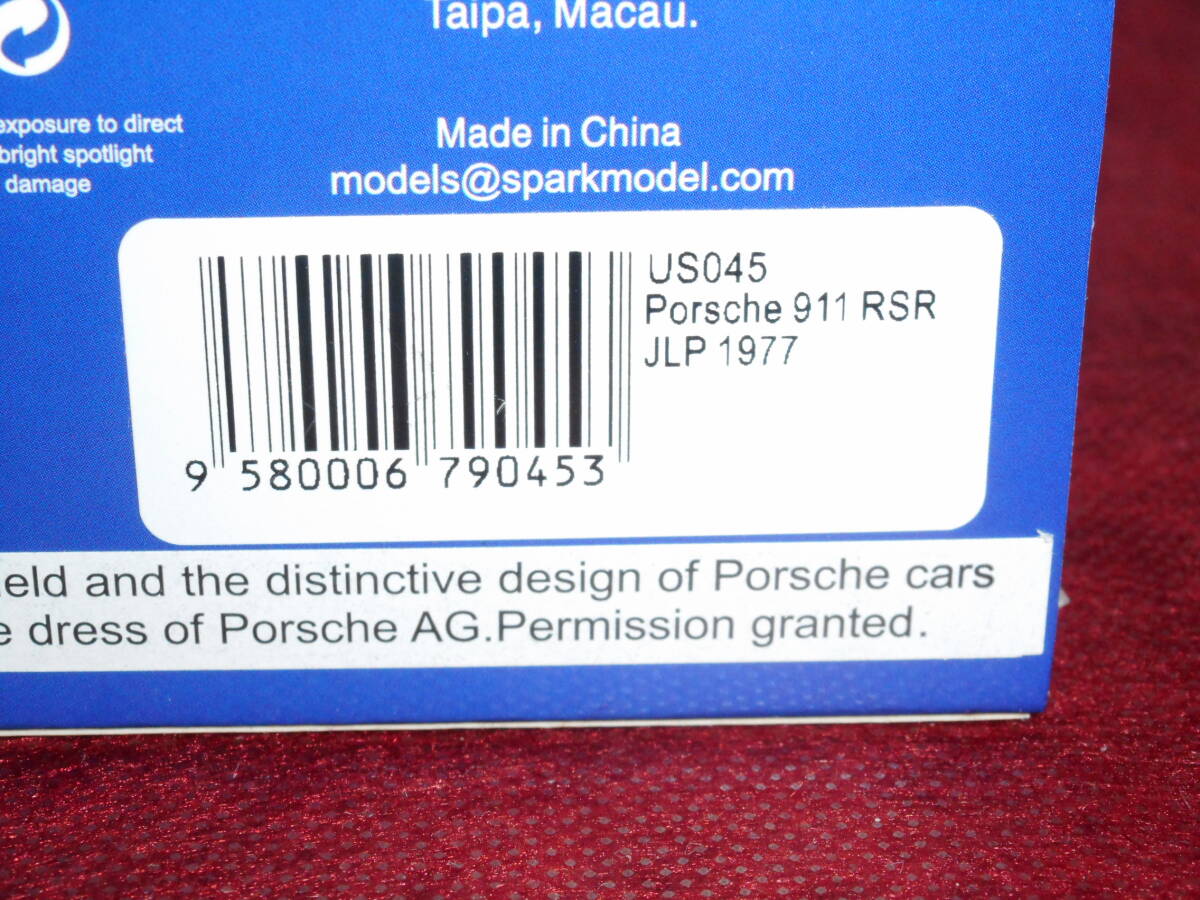 Taipa, Macau.
exposure to direct
bright spotlight
damage
Made in China
models@sparkmodel.com
US045
Porsche 911 RSR
JLP 1977
9 580006 790453
eld and the distinctive design of Porsche cars
e dress of Porsche AG.Permission granted.